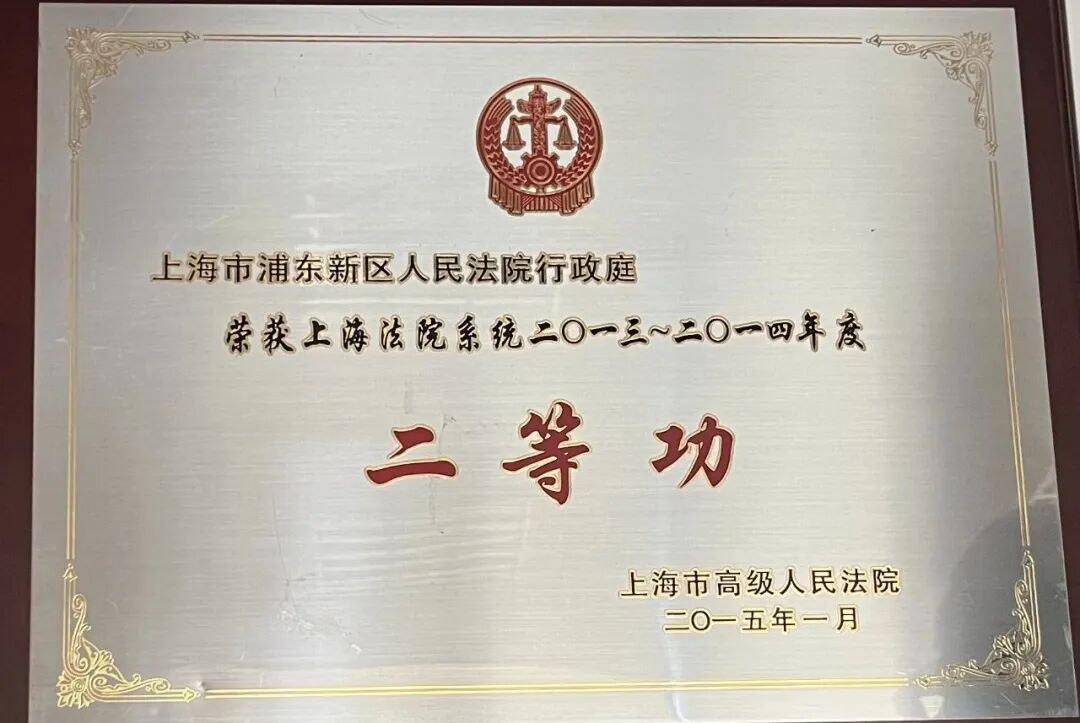 上海市浦东新区人民法院行政庭
荣获上海法院系统二〇一三~二〇一四年度
二等功
上海市高级人民法院
二〇一五年一月